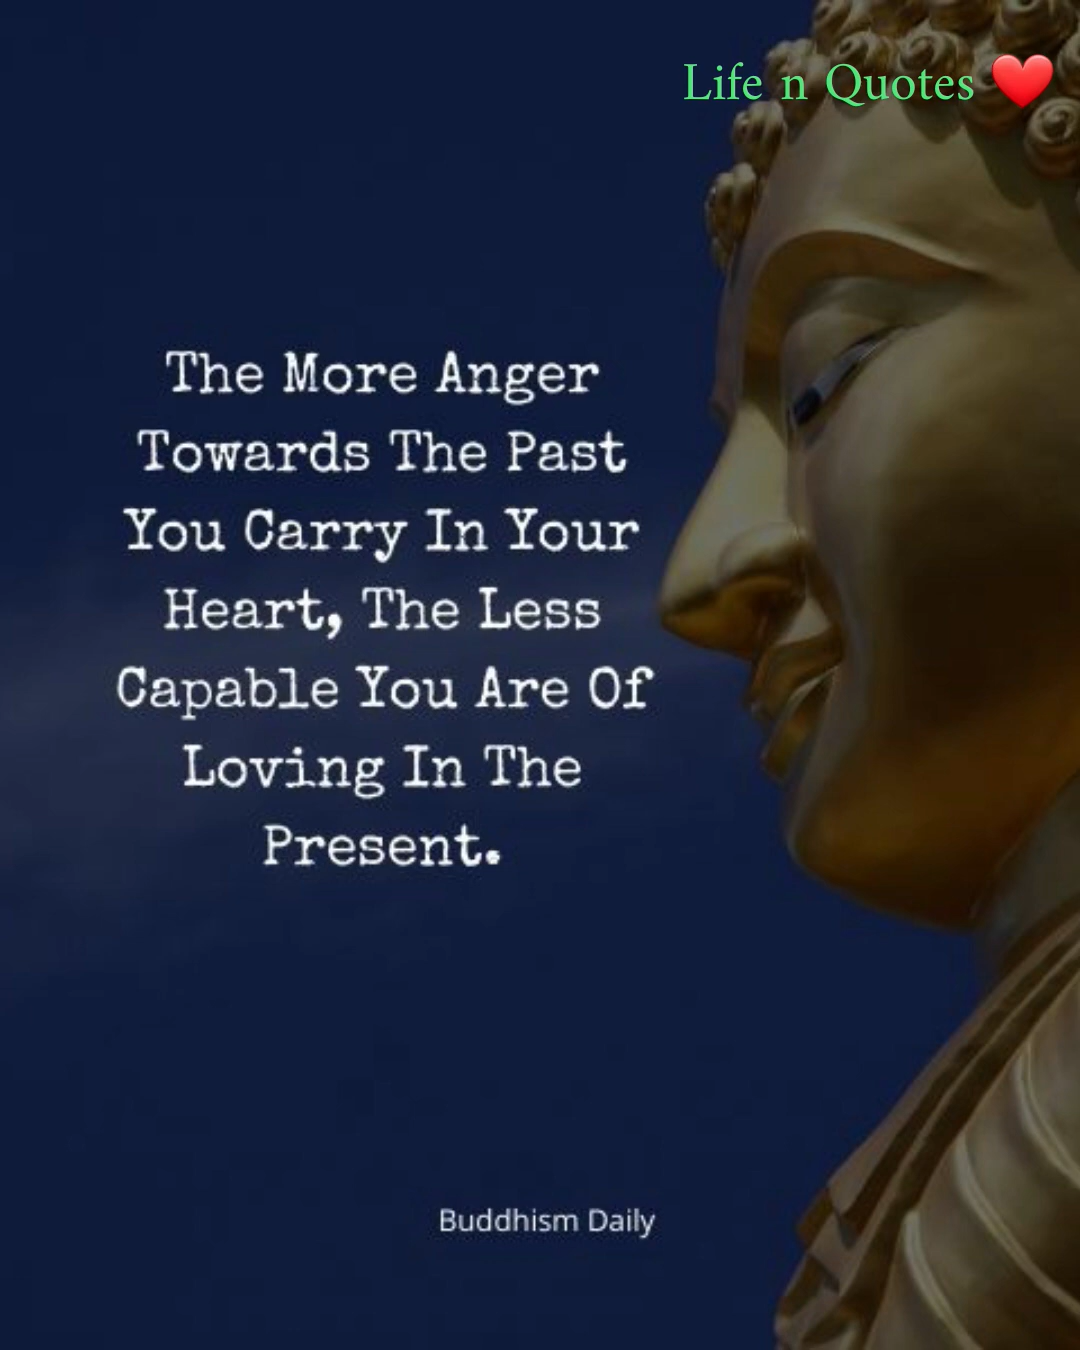 Life n Quotes ❤️
The More Anger
Towards The Past
You Carry In Your
Heart, The Less
Capable You Are Of
Loving In The
Present.
Buddhism Daily